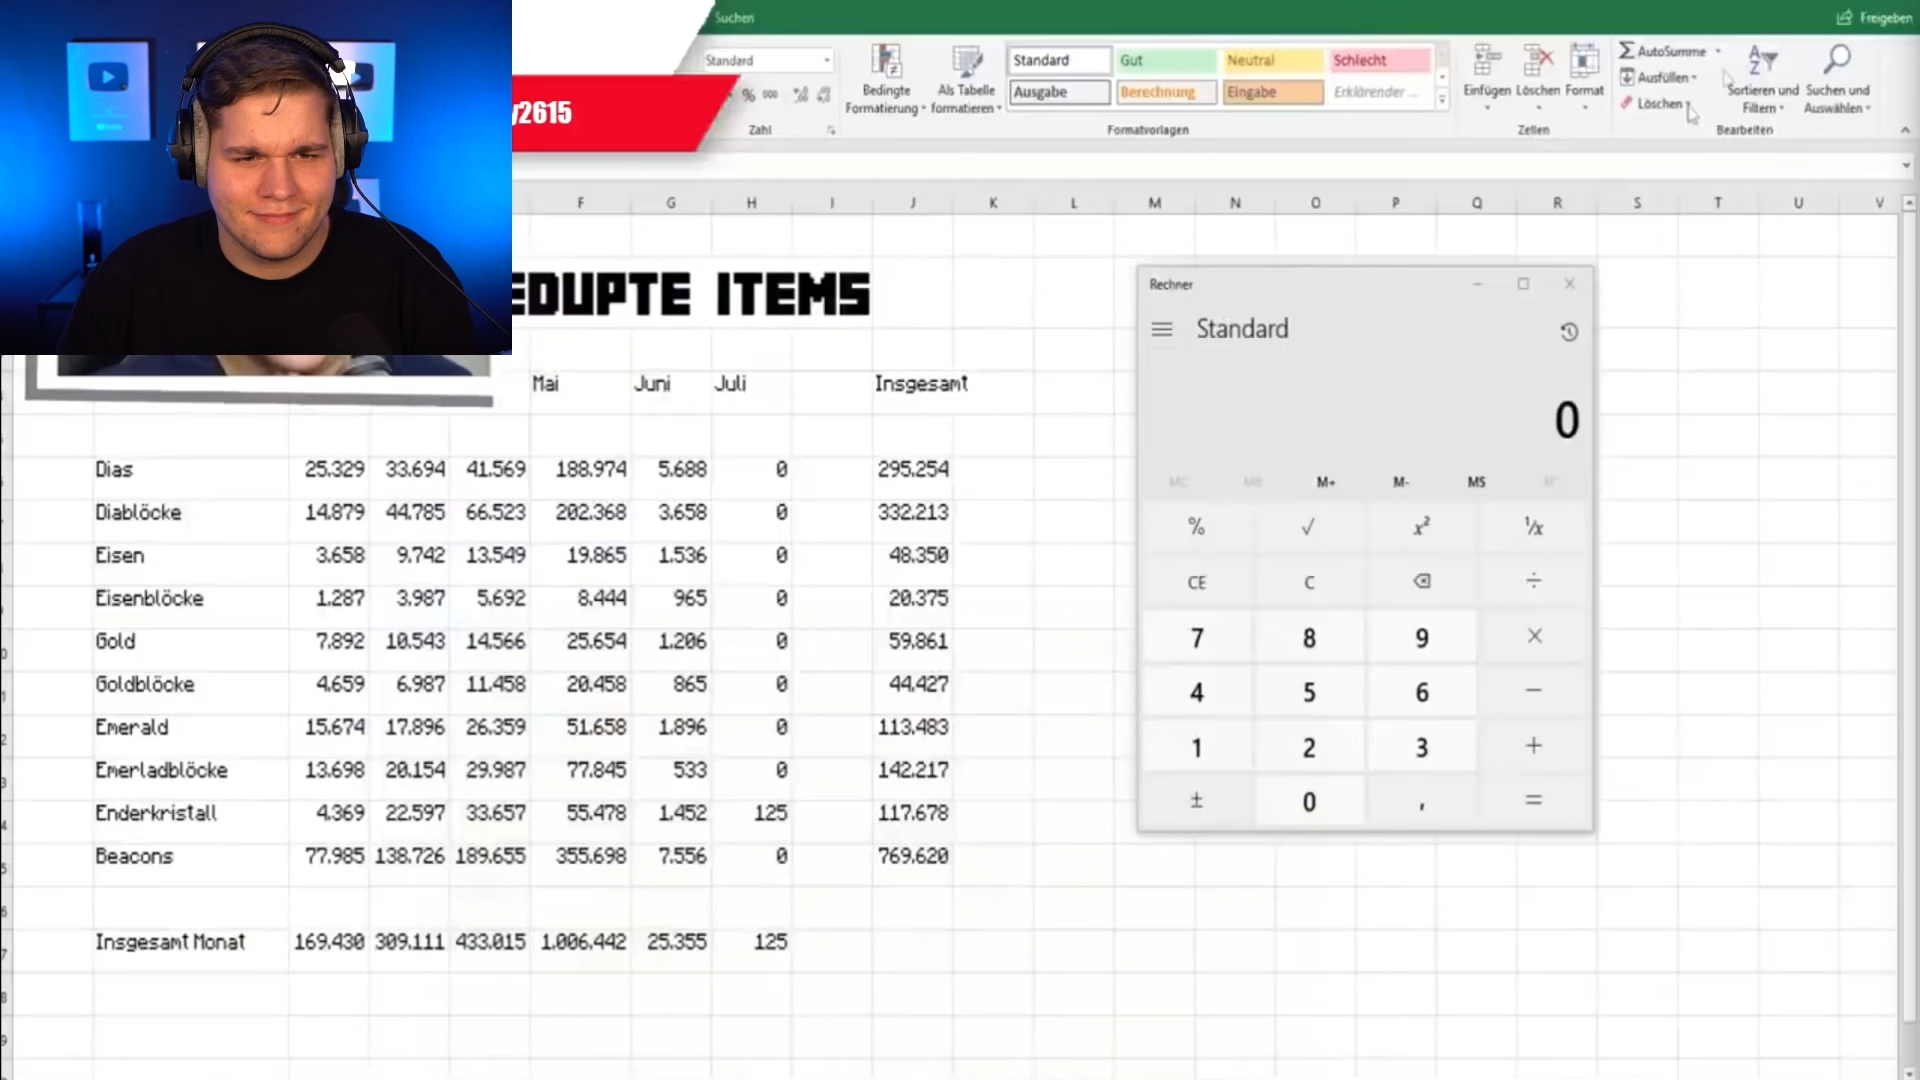 Suchen
Freigeben
y2615
Standard
% 000
Zahl
Bedingte Formatierung
Als Tabelle formatieren
Standard
Gut
Neutral
Schlecht
Ausgabe
Berechnung
Eingabe
Erklärender ...
Formatvorlagen
Einfügen
Löschen
Format
Zellen
Σ AutoSumme
Ausfüllen
Löschen
Sortieren und Filtern
Suchen und Auswählen
Bearbeiten
F G H I J K L M N O P Q R S T U V
EDUPTE ITEMS
Mai Juni Juli Insgesamt
Dias 25.329 33.694 41.569 188.974 5.688 0 295.254
Diablöcke 14.879 44.785 66.523 202.368 3.658 0 332.213
Eisen 3.658 9.742 13.549 19.865 1.536 0 48.350
Eisenblöcke 1.287 3.987 5.692 8.444 965 0 20.375
Gold 7.892 10.543 14.566 25.654 1.206 0 59.861
Goldblöcke 4.659 6.987 11.458 20.458 865 0 44.427
Emerald 15.674 17.896 26.359 51.658 1.896 0 113.483
Emerladblöcke 13.698 20.154 29.987 77.845 533 0 142.217
Enderkristall 4.369 22.597 33.657 55.478 1.452 125 117.678
Beacons 77.985 138.726 189.655 355.698 7.556 0 769.620
Insgesamt Monat 169.430 309.111 433.015 1.006.442 25.355 125
Rechner
Standard
0
MC MR M+ M- MS
% √ x² ¹/x
CE C ÷
7 8 9 ×
4 5 6 −
1 2 3 +
± 0 , =